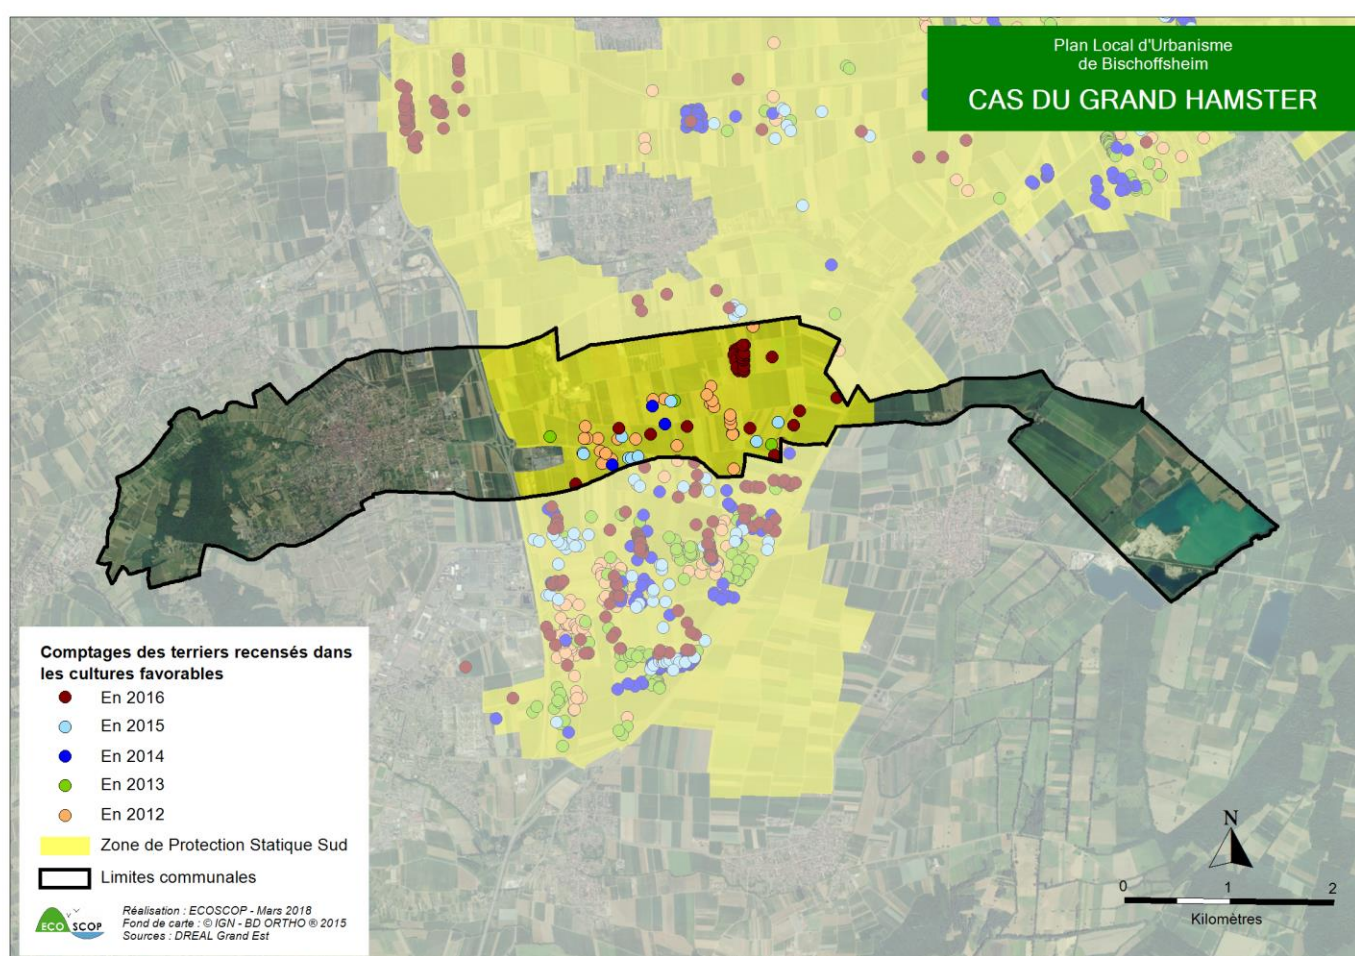 Plan Local d'Urbanisme
de Bischoffsheim
CAS DU GRAND HAMSTER
Comptages des terriers recensés dans
les cultures favorables
En 2016
En 2015
En 2014
En 2013
En 2012
Zone de Protection Statique Sud
Limites communales
ECO SCOP
Réalisation : ECOSCOP - Mars 2018
Fond de carte : © IGN - BD ORTHO ® 2015
Sources : DREAL Grand Est
N
0 1 2
Kilomètres